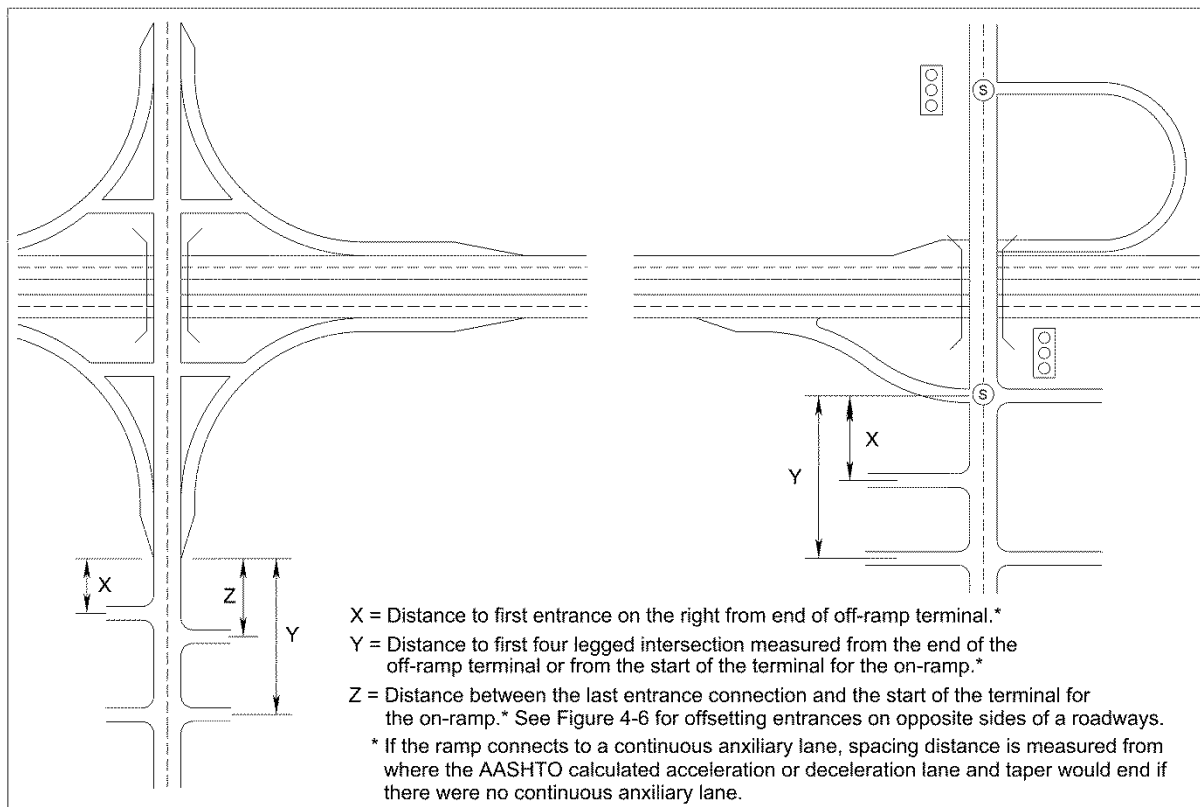 S
S
X
Y
X
Z
Y
X = Distance to first entrance on the right from end of off-ramp terminal.*
Y = Distance to first four legged intersection measured from the end of the
off-ramp terminal or from the start of the terminal for the on-ramp.*
Z = Distance between the last entrance connection and the start of the terminal for
the on-ramp.* See Figure 4-6 for offsetting entrances on opposite sides of a roadways.
* If the ramp connects to a continuous anxiliary lane, spacing distance is measured from
where the AASHTO calculated acceleration or deceleration lane and taper would end if
there were no continuous anxiliary lane.